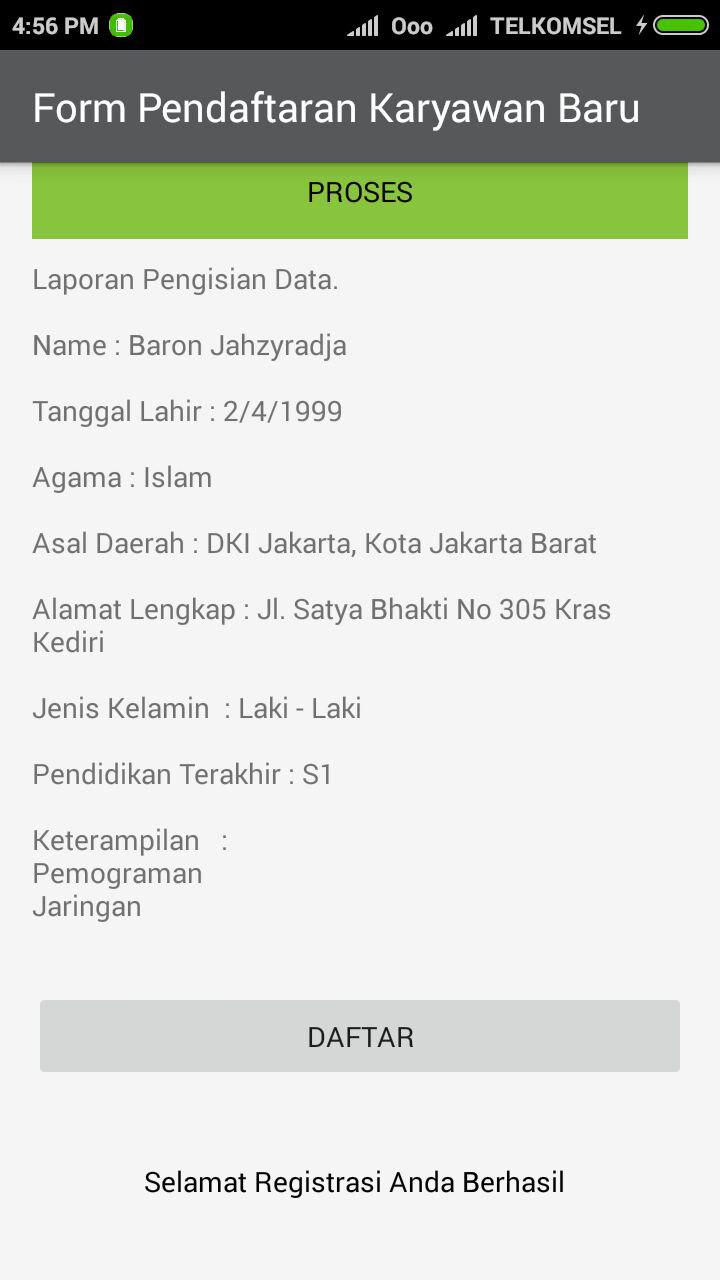 4:56 PM Ooo TELKOMSEL
Form Pendaftaran Karyawan Baru
PROSES
Laporan Pengisian Data.
Name : Baron Jahzyradja
Tanggal Lahir : 2/4/1999
Agama : Islam
Asal Daerah : DKI Jakarta, Kota Jakarta Barat
Alamat Lengkap : Jl. Satya Bhakti No 305 Kras
Kediri
Jenis Kelamin  : Laki - Laki
Pendidikan Terakhir : S1
Keterampilan   :
Pemograman
Jaringan
DAFTAR
Selamat Registrasi Anda Berhasil